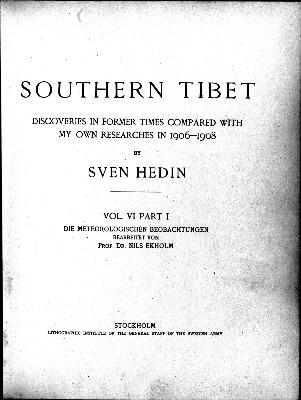 SOUTHERN TIBET
DISCOVERIES IN FORMER TIMES COMPARED WITH
MY OWN RESEARCHES IN 1906—1908
BY
SVEN HEDIN
VOL. VI PART I
DIE METEOROLOGISCHEN BEOBACHTUNGEN
BEARBEITET VON
PROF. DR. NILS EKHOLM
STOCKHOLM
LITHOGRAPHIC INSTITUTE OF THE GENERAL STAFF OF THE SWEDISH ARMY